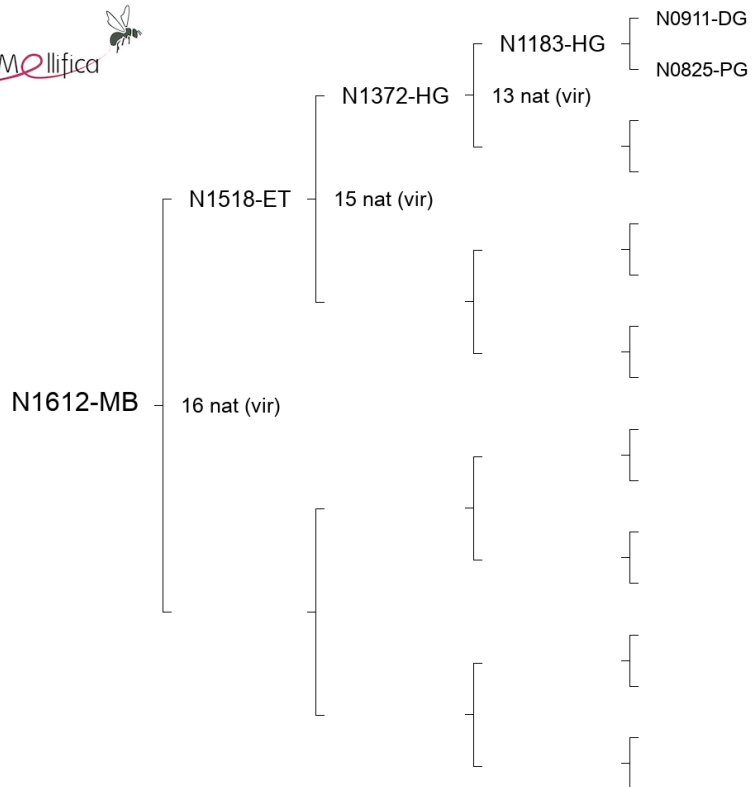 Mellifica
N0911-DG
N1183-HG
N0825-PG
N1372-HG
13 nat (vir)
N1518-ET
15 nat (vir)
N1612-MB
16 nat (vir)